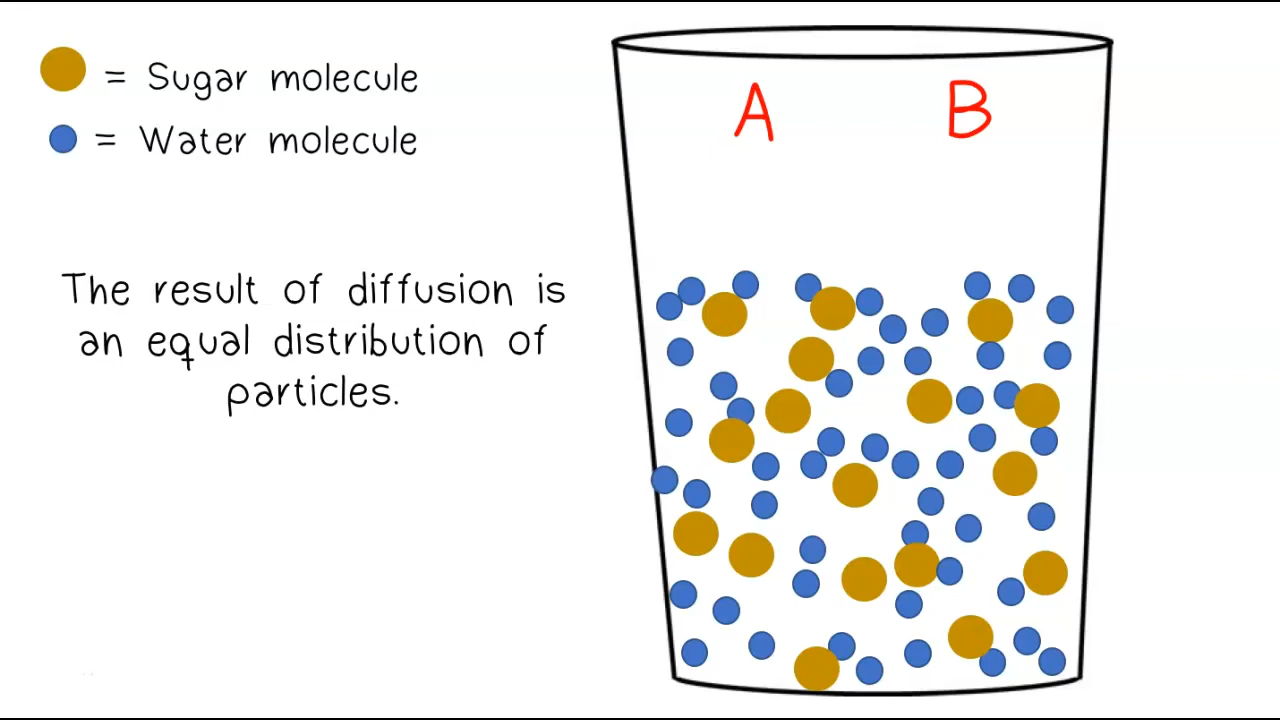 = Sugar molecule
= Water molecule
The result of diffusion is
an equal distribution of
particles.
A B